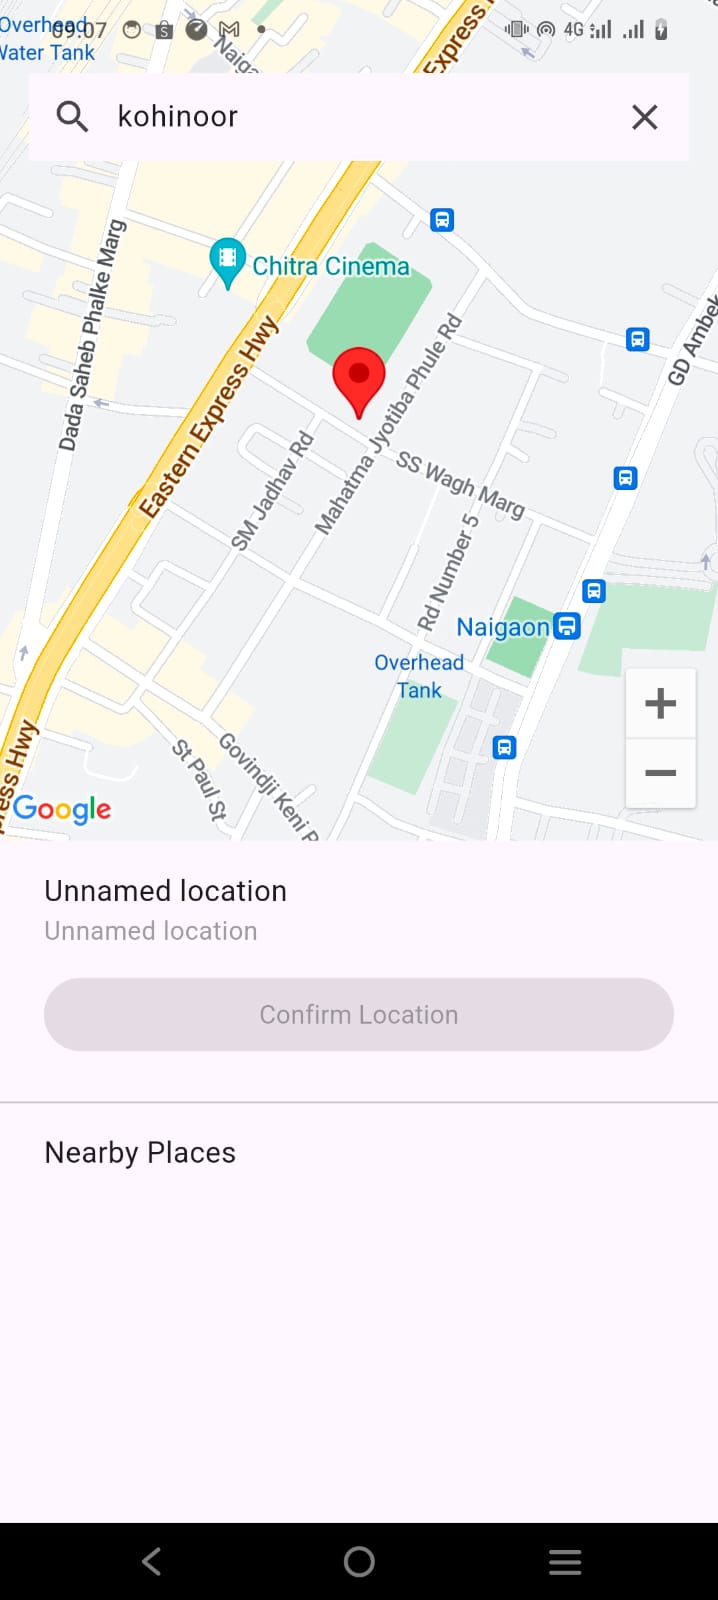 Overhead
Water Tank
09:07
4G
Naiga
Express
kohinoor
Chitra Cinema
Dada Saheb Phalke Marg
Eastern Express Hwy
Mahatma Jyotiba Phule Rd
GD Ambek
SM Jadhav Rd
SS Wagh Marg
Rd Number 5
Naigaon
Overhead
Tank
press Hwy
St Paul St
Govindji Keni R
Google
Unnamed location
Unnamed location
Confirm Location
Nearby Places